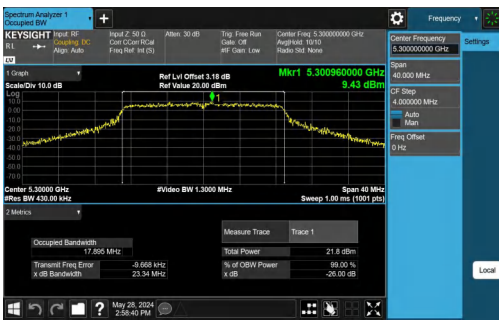 Spectrum Analyzer 1
Occupied BW
+
Frequency
KEYSIGHT Input: RF Input Z: 50 Ω Atten: 30 dB Trig: Free Run Center Freq: 5.300000000 GHz
RL Coupling: DC Corr CCorr RCal Gate: Off Avg|Hold: 10/10
Align: Auto Freq Ref: Int (S) #IF Gain: Low Radio Std: None
LV
Center Frequency
5.300000000 GHz
Settings
Span
40.000 MHz
CF Step
4.000000 MHz
Auto
Man
Freq Offset
0 Hz
Local
1 Graph
Ref Lvl Offset 3.18 dB Mkr1 5.300960000 GHz
Scale/Div 10.0 dB Ref Value 20.00 dBm 9.43 dBm
Log
10.0
0.00
-10.0
-20.0
-30.0
-40.0
-50.0
-60.0
-70.0
1
Center 5.30000 GHz #Video BW 1.3000 MHz Span 40 MHz
#Res BW 430.00 kHz Sweep 1.00 ms (1001 pts)
2 Metrics
Measure Trace Trace 1
Occupied Bandwidth
17.895 MHz Total Power 21.8 dBm
Transmit Freq Error -9.668 kHz % of OBW Power 99.00 %
x dB Bandwidth 23.34 MHz x dB -26.00 dB
? May 28, 2024
2:58:40 PM